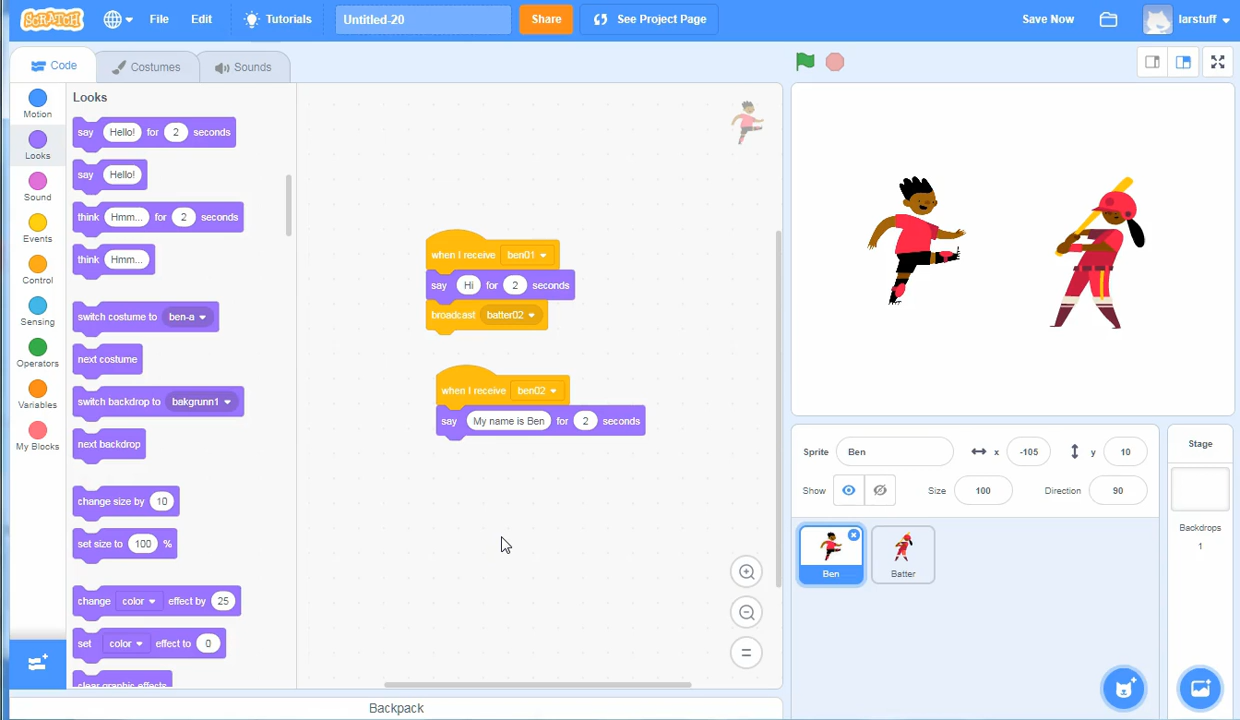 SCRATCH File Edit Tutorials Untitled-20 Share See Project Page Save Now larstuff
Code Costumes Sounds
Motion
Looks
Sound
Events
Control
Sensing
Operators
Variables
My Blocks
Looks
say Hello! for 2 seconds
say Hello!
think Hmm... for 2 seconds
think Hmm...
switch costume to ben-a
next costume
switch backdrop to bakgrunn1
next backdrop
change size by 10
set size to 100 %
change color effect by 25
set color effect to 0
clear graphic effects
when I receive ben01
say Hi for 2 seconds
broadcast batter02
when I receive ben02
say My name is Ben for 2 seconds
Backpack
Sprite Ben x -105 y 10
Show Size 100 Direction 90
Ben
Batter
Stage
Backdrops
1